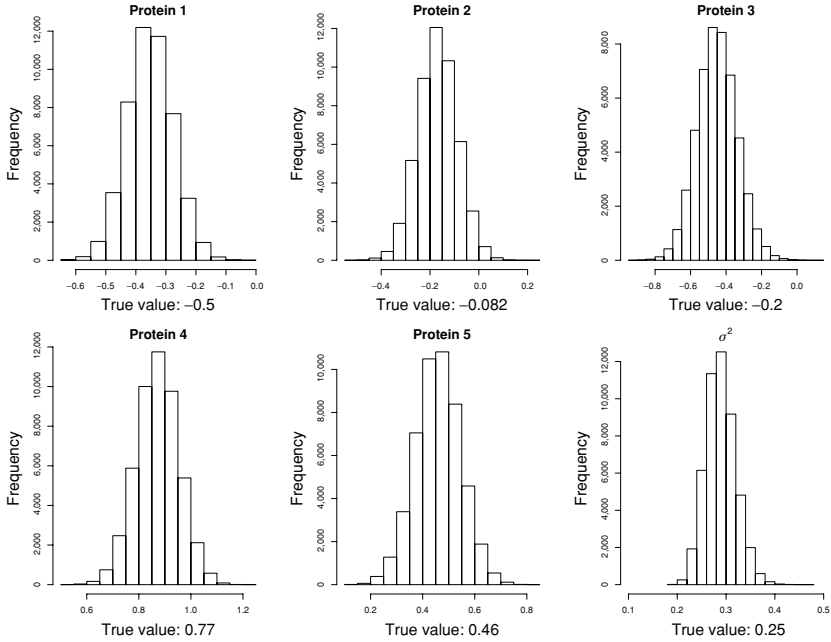 Protein 1
Frequency
0
2,000
4,000
6,000
8,000
10,000
12,000
−0.6 −0.5 −0.4 −0.3 −0.2 −0.1 0.0
True value: −0.5
Protein 2
Frequency
0
2,000
4,000
6,000
8,000
10,000
12,000
−0.4 −0.2 0.0 0.2
True value: −0.082
Protein 3
Frequency
0
2,000
4,000
6,000
8,000
−0.8 −0.6 −0.4 −0.2 0.0
True value: −0.2
Protein 4
Frequency
0
2,000
4,000
6,000
8,000
10,000
12,000
0.6 0.8 1.0 1.2
True value: 0.77
Protein 5
Frequency
0
2,000
4,000
6,000
8,000
10,000
0.2 0.4 0.6 0.8
True value: 0.46
σ²
Frequency
0
2,000
4,000
6,000
8,000
10,000
12,000
0.1 0.2 0.3 0.4 0.5
True value: 0.25